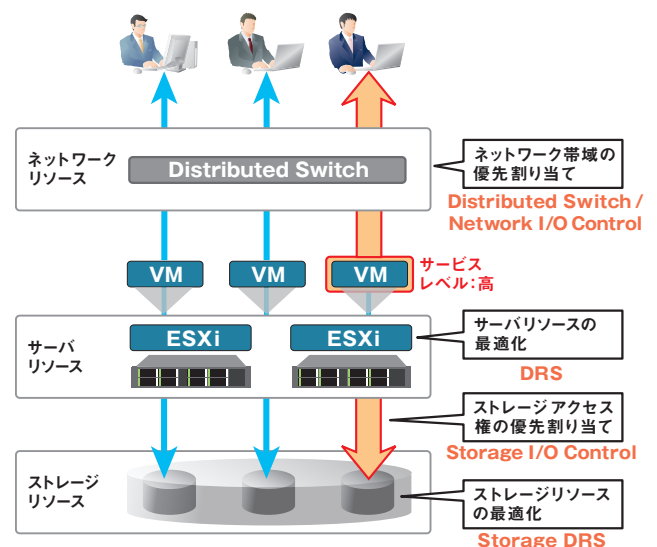 ネットワーク
リソース
Distributed Switch
ネットワーク帯域の
優先割り当て
Distributed Switch /
Network I/O Control
VM
VM
VM
サービス
レベル:高
サーバ
リソース
ESXi
ESXi
サーバリソースの
最適化
DRS
ストレージアクセス
権の優先割り当て
Storage I/O Control
ストレージ
リソース
ストレージリソース
の最適化
Storage DRS